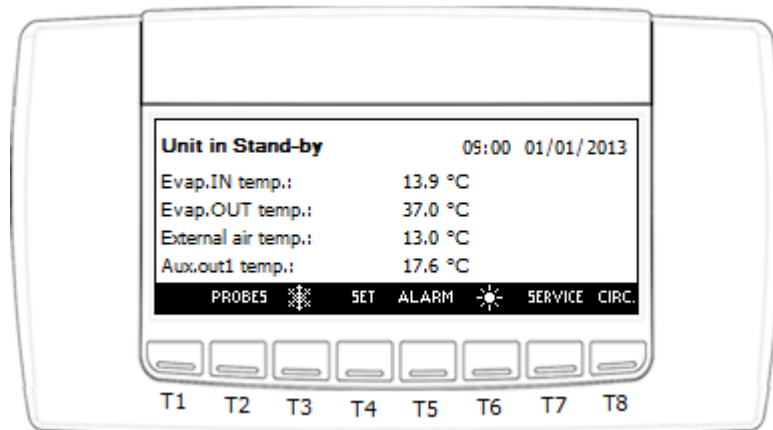 Unit in Stand-by 09:00 01/01/2013
Evap.IN temp.: 13.9 °C
Evap.OUT temp.: 37.0 °C
External air temp.: 13.0 °C
Aux.out1 temp.: 17.6 °C
PROBES SET ALARM SERVICE CIRC.
T1 T2 T3 T4 T5 T6 T7 T8